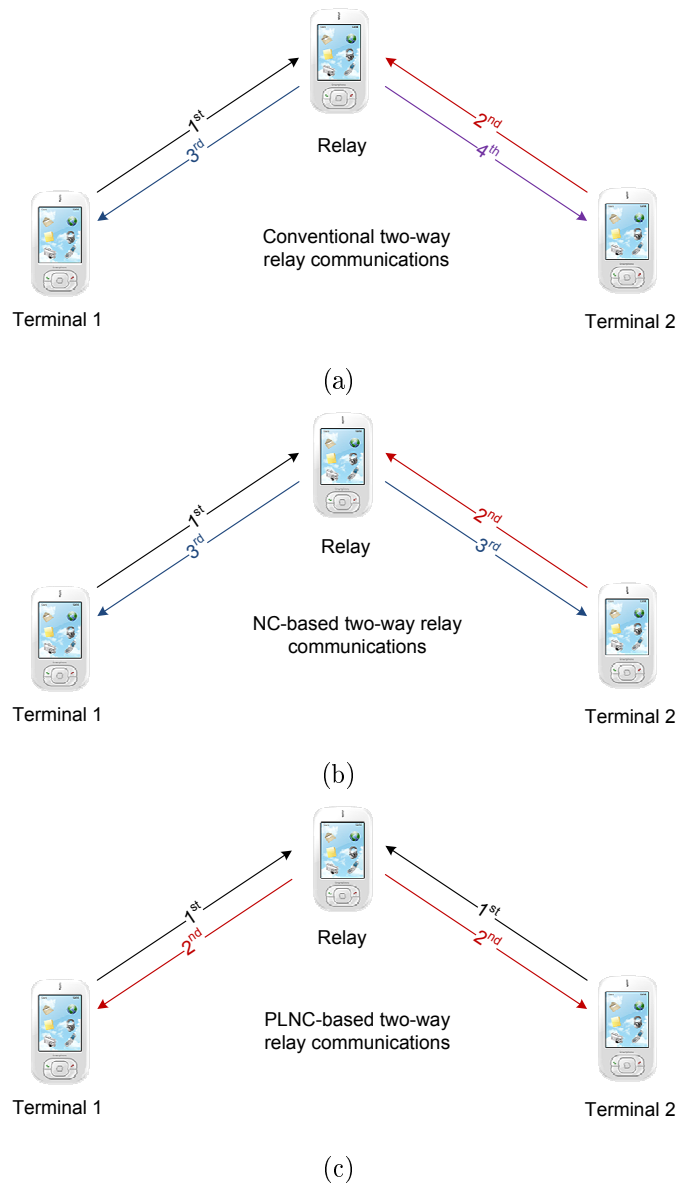 1st
3rd
2nd
4th
Relay
Conventional two-way
relay communications
Terminal 1
Terminal 2
(a)
1st
3rd
2nd
3rd
Relay
NC-based two-way relay
communications
Terminal 1
Terminal 2
(b)
1st
2nd
1st
2nd
Relay
PLNC-based two-way
relay communications
Terminal 1
Terminal 2
(c)